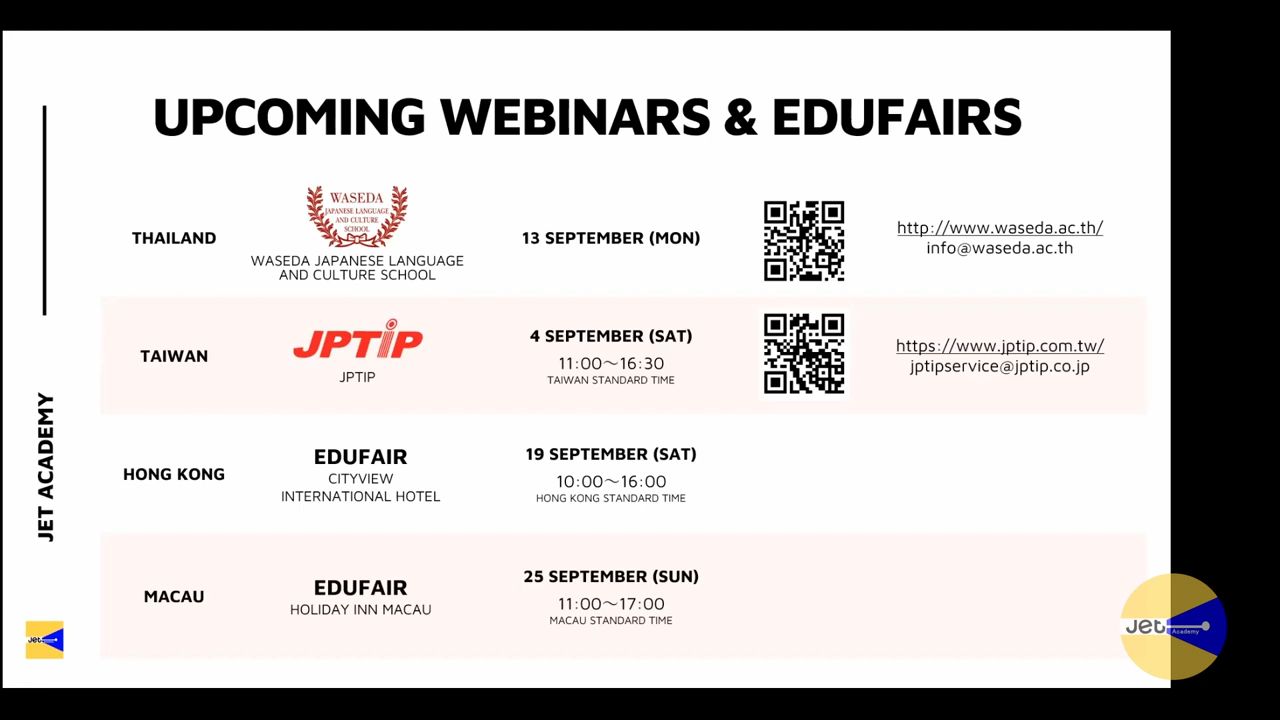 UPCOMING WEBINARS & EDUFAIRS
THAILAND
WASEDA
JAPANESE LANGUAGE
AND CULTURE
SCHOOL
WASEDA JAPANESE LANGUAGE
AND CULTURE SCHOOL
13 SEPTEMBER (MON)
http://www.waseda.ac.th/
info@waseda.ac.th
TAIWAN
JPTIP
JPTIP
4 SEPTEMBER (SAT)
11:00～16:30
TAIWAN STANDARD TIME
https://www.jptip.com.tw/
jptipservice@jptip.co.jp
HONG KONG
EDUFAIR
CITYVIEW
INTERNATIONAL HOTEL
19 SEPTEMBER (SAT)
10:00～16:00
HONG KONG STANDARD TIME
MACAU
EDUFAIR
HOLIDAY INN MACAU
25 SEPTEMBER (SUN)
11:00～17:00
MACAU STANDARD TIME
JET ACADEMY
Jet
Jet Academy